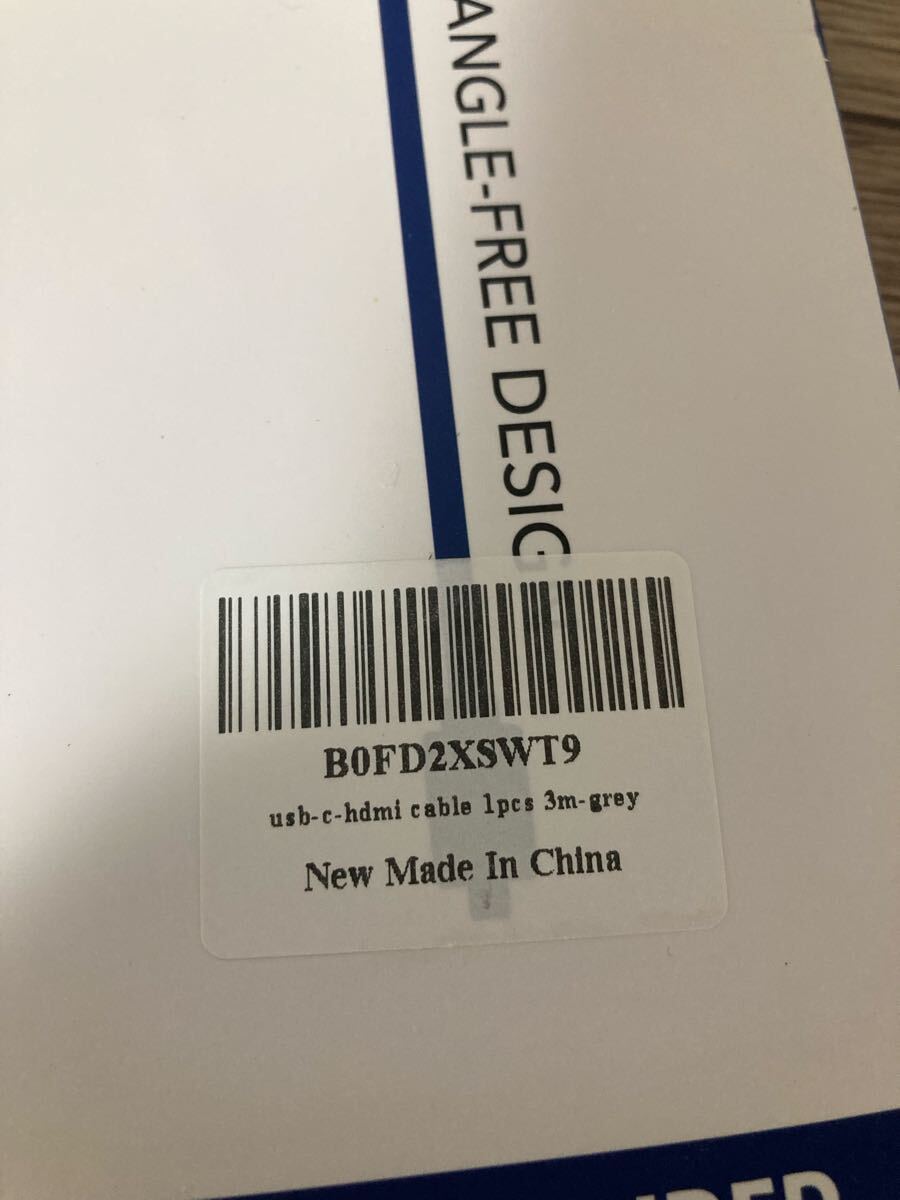 ANGLE-FREE DESIG
B0FD2XSWT9
usb-c-hdmi cable 1pcs 3m-grey
New Made In China